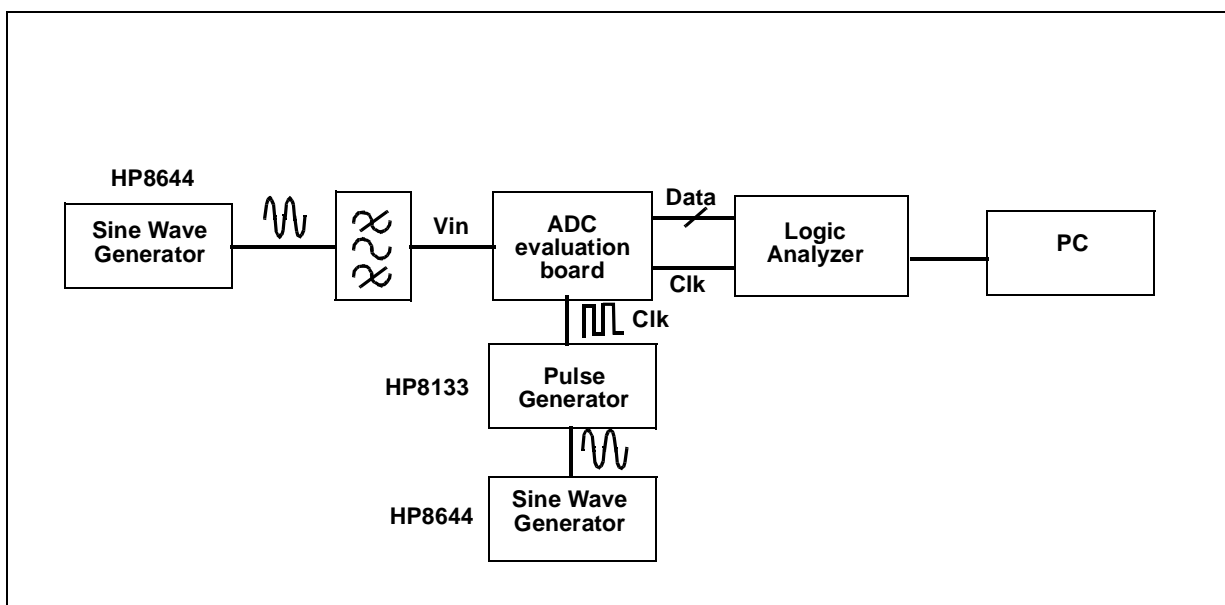 HP8644
Sine Wave
Generator
Vin
ADC
evaluation
board
Data
Clk
Logic
Analyzer
PC
Clk
HP8133
Pulse
Generator
HP8644
Sine Wave
Generator